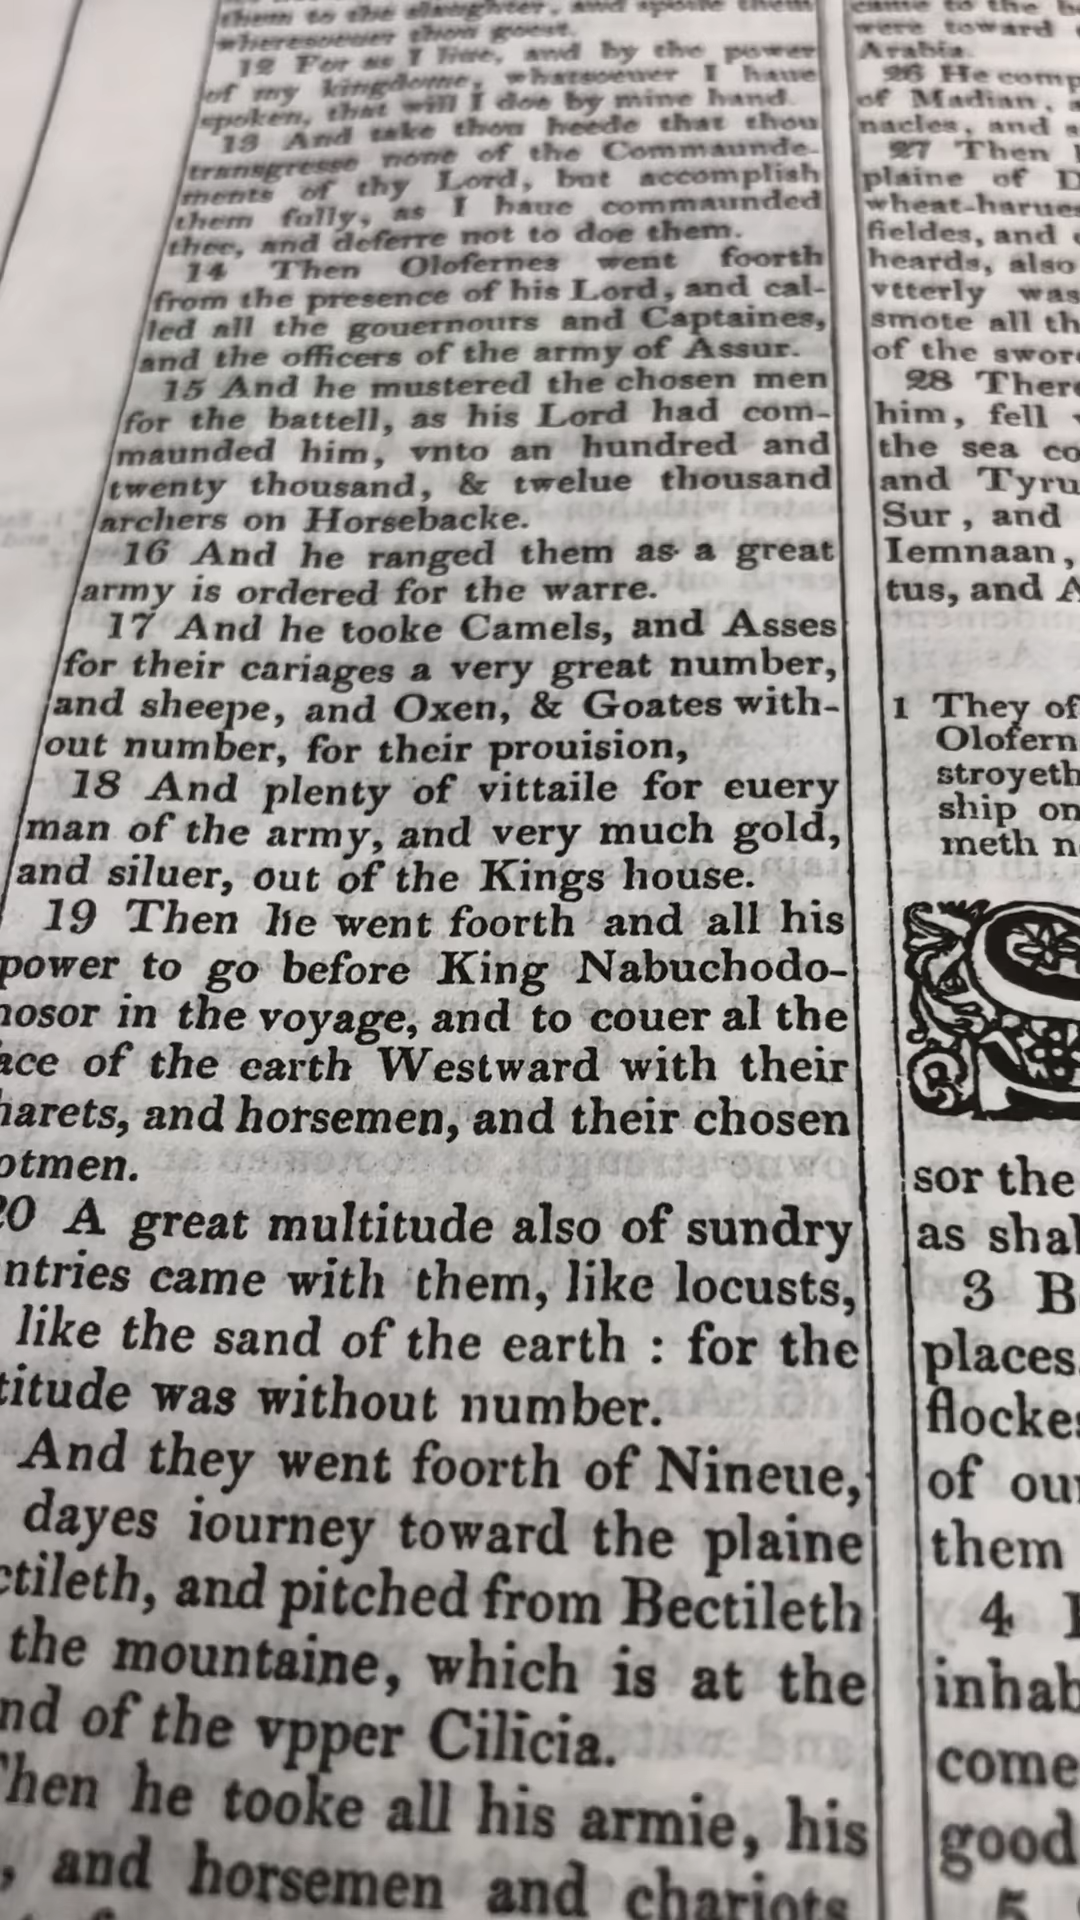 them to the slaughter, and spoile them
wheresoeuer thou goest.
12 For as I liue, and by the power
of my kingdome, whatsoeuer I haue
spoken, that will I doe by mine hand.
13 And take thou heede that thou
transgresse none of the Commaunde-
ments of thy Lord, but accomplish
them fully, as I haue commaunded
thee, and deferre not to doe them.
14 Then Olofernes went foorth
from the presence of his Lord, and cal-
led all the gouernours and Captaines,
and the officers of the army of Assur.
15 And he mustered the chosen men
for the battell, as his Lord had com-
maunded him, vnto an hundred and
twenty thousand, & twelue thousand
archers on Horsebacke.
16 And he ranged them as a great
army is ordered for the warre.
17 And he tooke Camels, and Asses
for their cariages a very great number,
and sheepe, and Oxen, & Goates with-
out number, for their prouision,
18 And plenty of vittaile for euery
man of the army, and very much gold,
and siluer, out of the Kings house.
19 Then he went foorth and all his
power to go before King Nabuchodo-
nosor in the voyage, and to couer al the
ace of the earth Westward with their
harets, and horsemen, and their chosen
otmen.
20 A great multitude also of sundry
ntries came with them, like locusts,
like the sand of the earth : for the
titude was without number.
And they went foorth of Nineue,
dayes iourney toward the plaine
ctileth, and pitched from Bectileth
the mountaine, which is at the
nd of the vpper Cilicia.
Then he tooke all his armie, his
, and horsemen and chariots
came to the
were toward
Arabia.
26 He comp
of Madian, a
nacles, and
27 Then
plaine of D
wheat-harues
fieldes, and
heards, also
vtterly was
smote all th
of the sword
28 There
him, fell
the sea co
and Tyru
Sur, and
Iemnaan,
tus, and A
1 They of
Olofern
stroyeth
ship on
meth n
sor the
as shal
3 B
places
flockes
of our
them
4
inhab
come
good
5